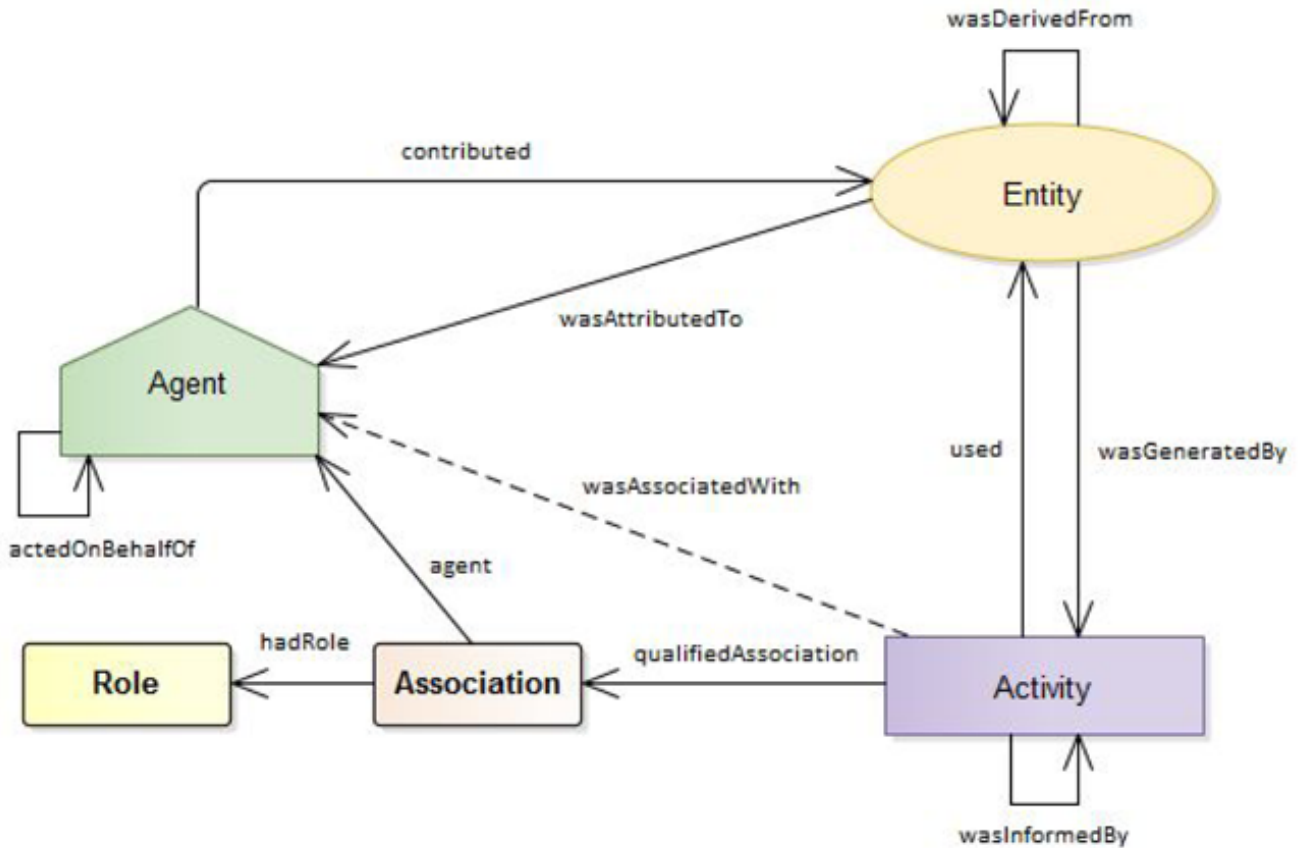 wasDerivedFrom
contributed
Entity
wasAttributedTo
Agent
used
wasGeneratedBy
wasAssociatedWith
actedOnBehalfOf
agent
hadRole
qualifiedAssociation
Role
Association
Activity
wasInformedBy